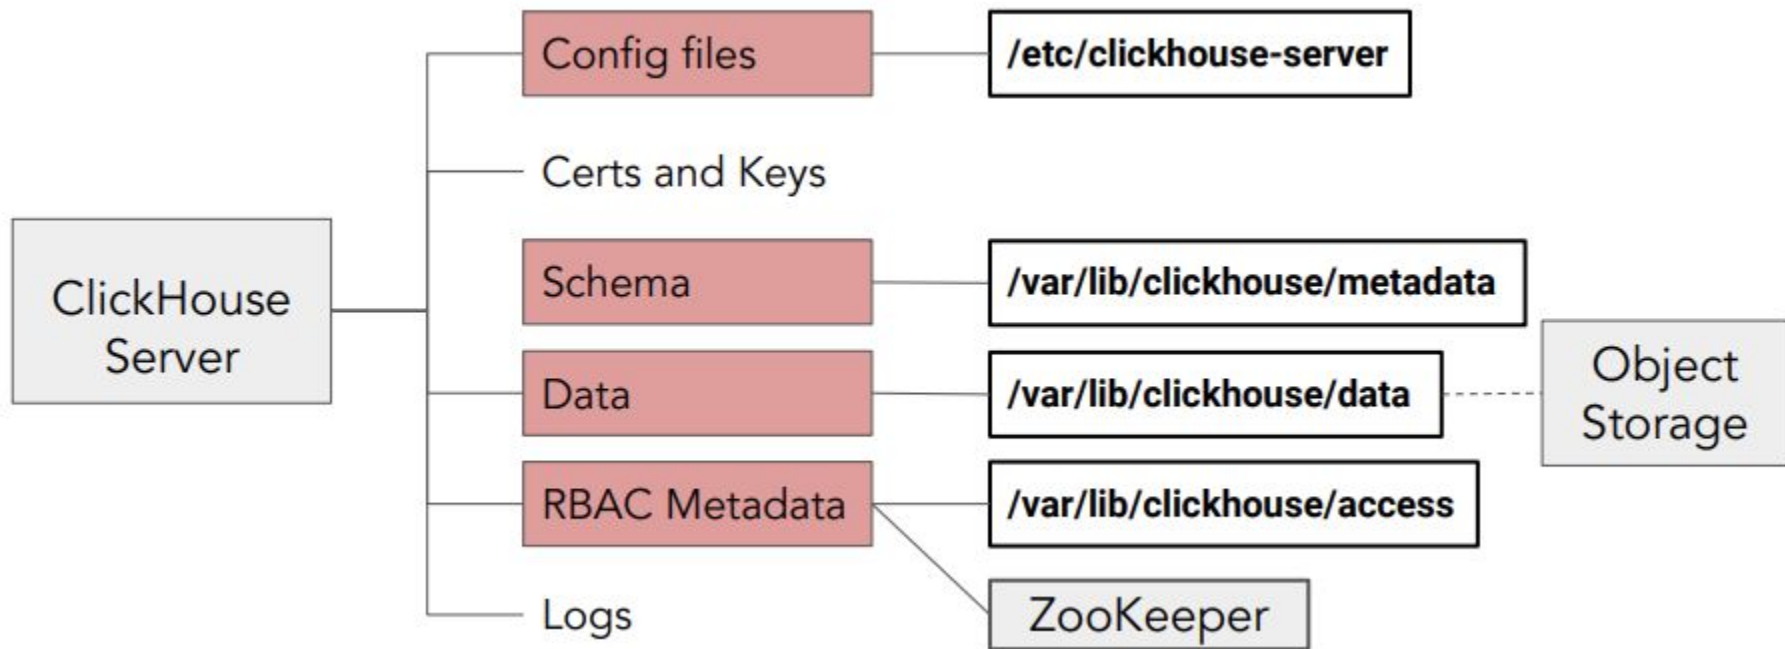 Config files
/etc/clickhouse-server
Certs and Keys
ClickHouse
Server
Schema
/var/lib/clickhouse/metadata
Data
/var/lib/clickhouse/data
Object
Storage
RBAC Metadata
/var/lib/clickhouse/access
Logs
ZooKeeper